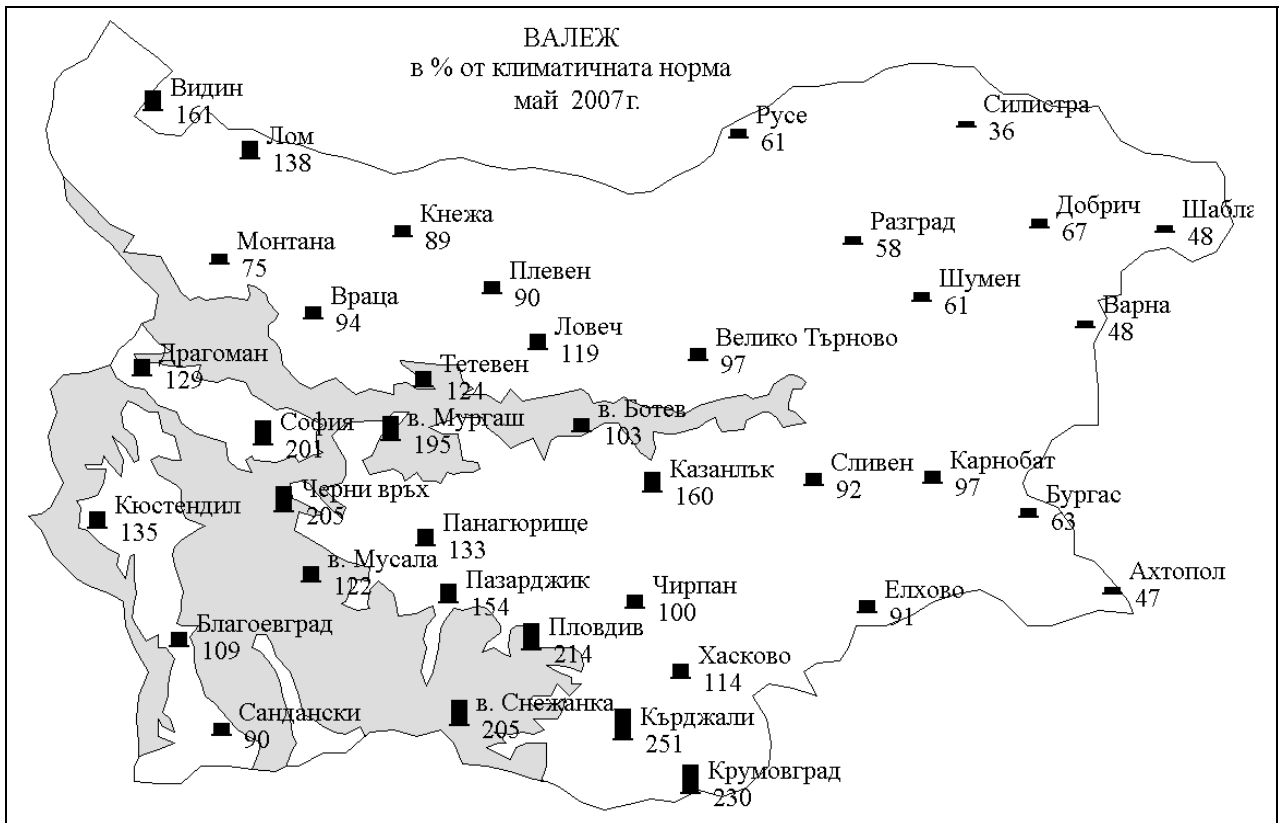 ВАЛЕЖ
в % от климатичната норма
май 2007г.
Видин
161
Лом
138
Русе
61
Силистра
36
Кнежа
89
Монтана
75
Разград
58
Добрич
67
Шабла
48
Плевен
90
Враца
94
Шумен
61
Варна
48
Ловеч
119
Велико Търново
97
Драгоман
129
Тетевен
124
София
201
в. Мургаш
195
в. Ботев
103
Казанлък
160
Сливен
92
Карнобат
97
Бургас
63
Кюстендил
135
Черни връх
205
Панагюрище
133
в. Мусала
122
Пазарджик
154
Чирпан
100
Елхово
91
Ахтопол
47
Благоевград
109
Пловдив
214
Хасково
114
Сандански
90
в. Снежанка
205
Кърджали
251
Крумовград
230